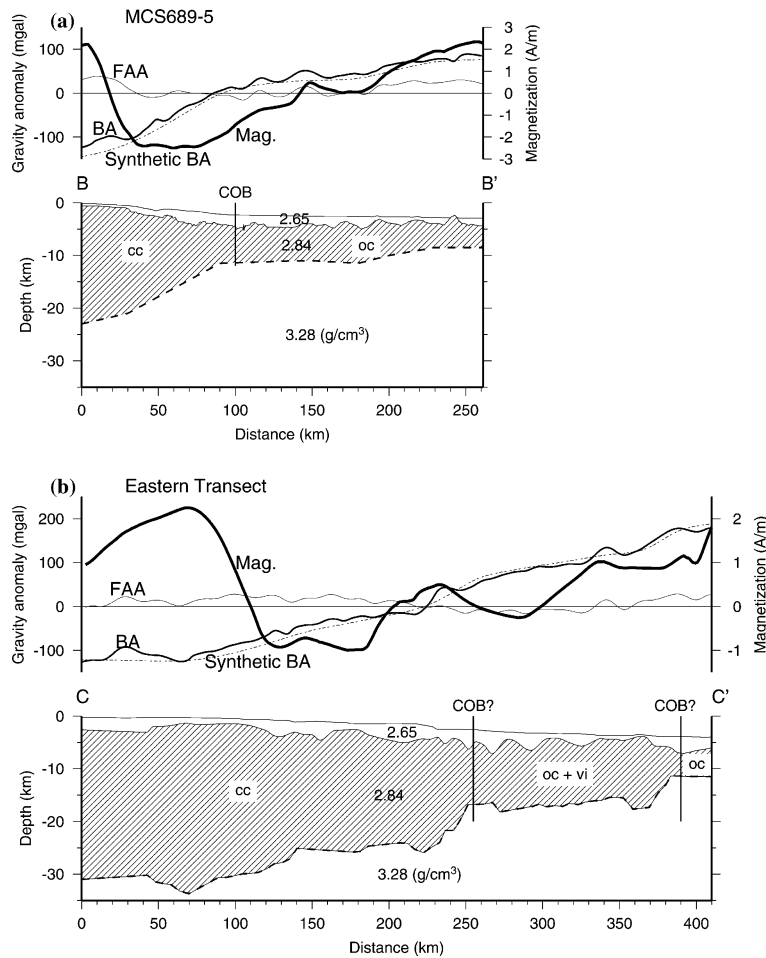 (a) MCS689-5
Gravity anomaly (mgal)
100
0
-100
FAA
BA
Synthetic BA
Mag.
3
2
1
0
-1
-2
-3
Magnetization (A/m)
B B'
COB
Depth (km)
0
-10
-20
-30
2.65
cc 2.84 oc
3.28 (g/cm³)
0 50 100 150 200 250
Distance (km)
(b) Eastern Transect
Gravity anomaly (mgal)
200
100
0
-100
Mag.
FAA
BA
Synthetic BA
2
1
0
-1
Magnetization (A/m)
C C'
COB? COB?
Depth (km)
0
-10
-20
-30
2.65
oc
oc + vi
cc
2.84
3.28 (g/cm³)
0 50 100 150 200 250 300 350 400
Distance (km)